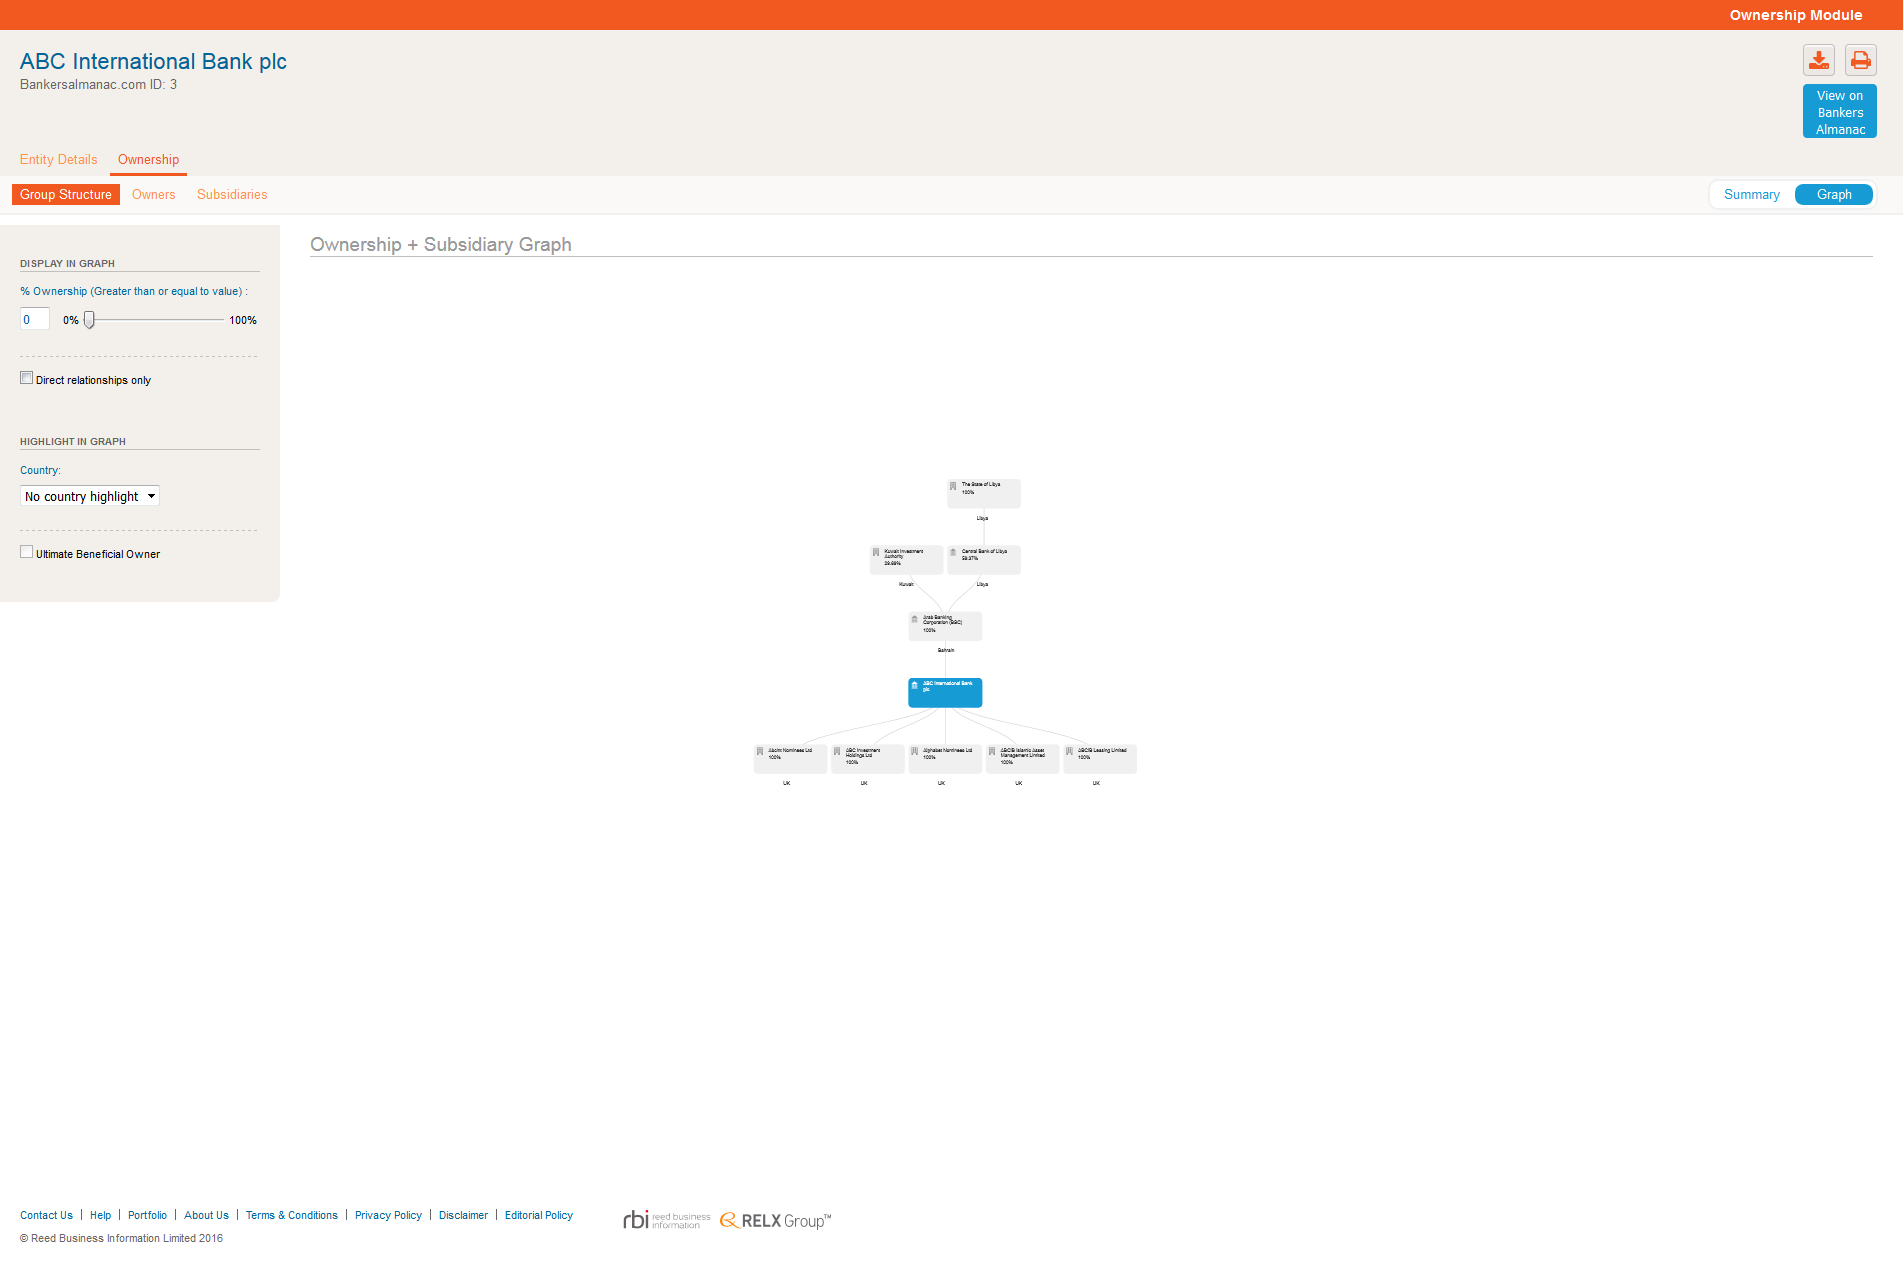 Ownership Module
ABC International Bank plc
Bankersalmanac.com ID: 3
View on
Bankers
Almanac
Entity Details Ownership
Group Structure Owners Subsidiaries
Summary Graph
Ownership + Subsidiary Graph
DISPLAY IN GRAPH
% Ownership (Greater than or equal to value) :
0 0% 100%
Direct relationships only
HIGHLIGHT IN GRAPH
Country:
No country highlight
Ultimate Beneficial Owner
The State of Libya
100%
Libya
Kuwait Investment
Authority
Central Bank of Libya
Kuwait
Libya
Arab Banking
Corporation (BSC)
100%
Bahrain
ABC International Bank
plc
Abcint Nominees Ltd
100%
ABC Investment
Holdings Ltd
100%
Alphabet Nominees Ltd
100%
ABCIB Islamic Asset
Management Limited
100%
ABCIB Leasing Limited
100%
UK UK UK UK UK
Contact Us | Help | Portfolio | About Us | Terms & Conditions | Privacy Policy | Disclaimer | Editorial Policy
© Reed Business Information Limited 2016
rbi reed business
information
RELX Group™